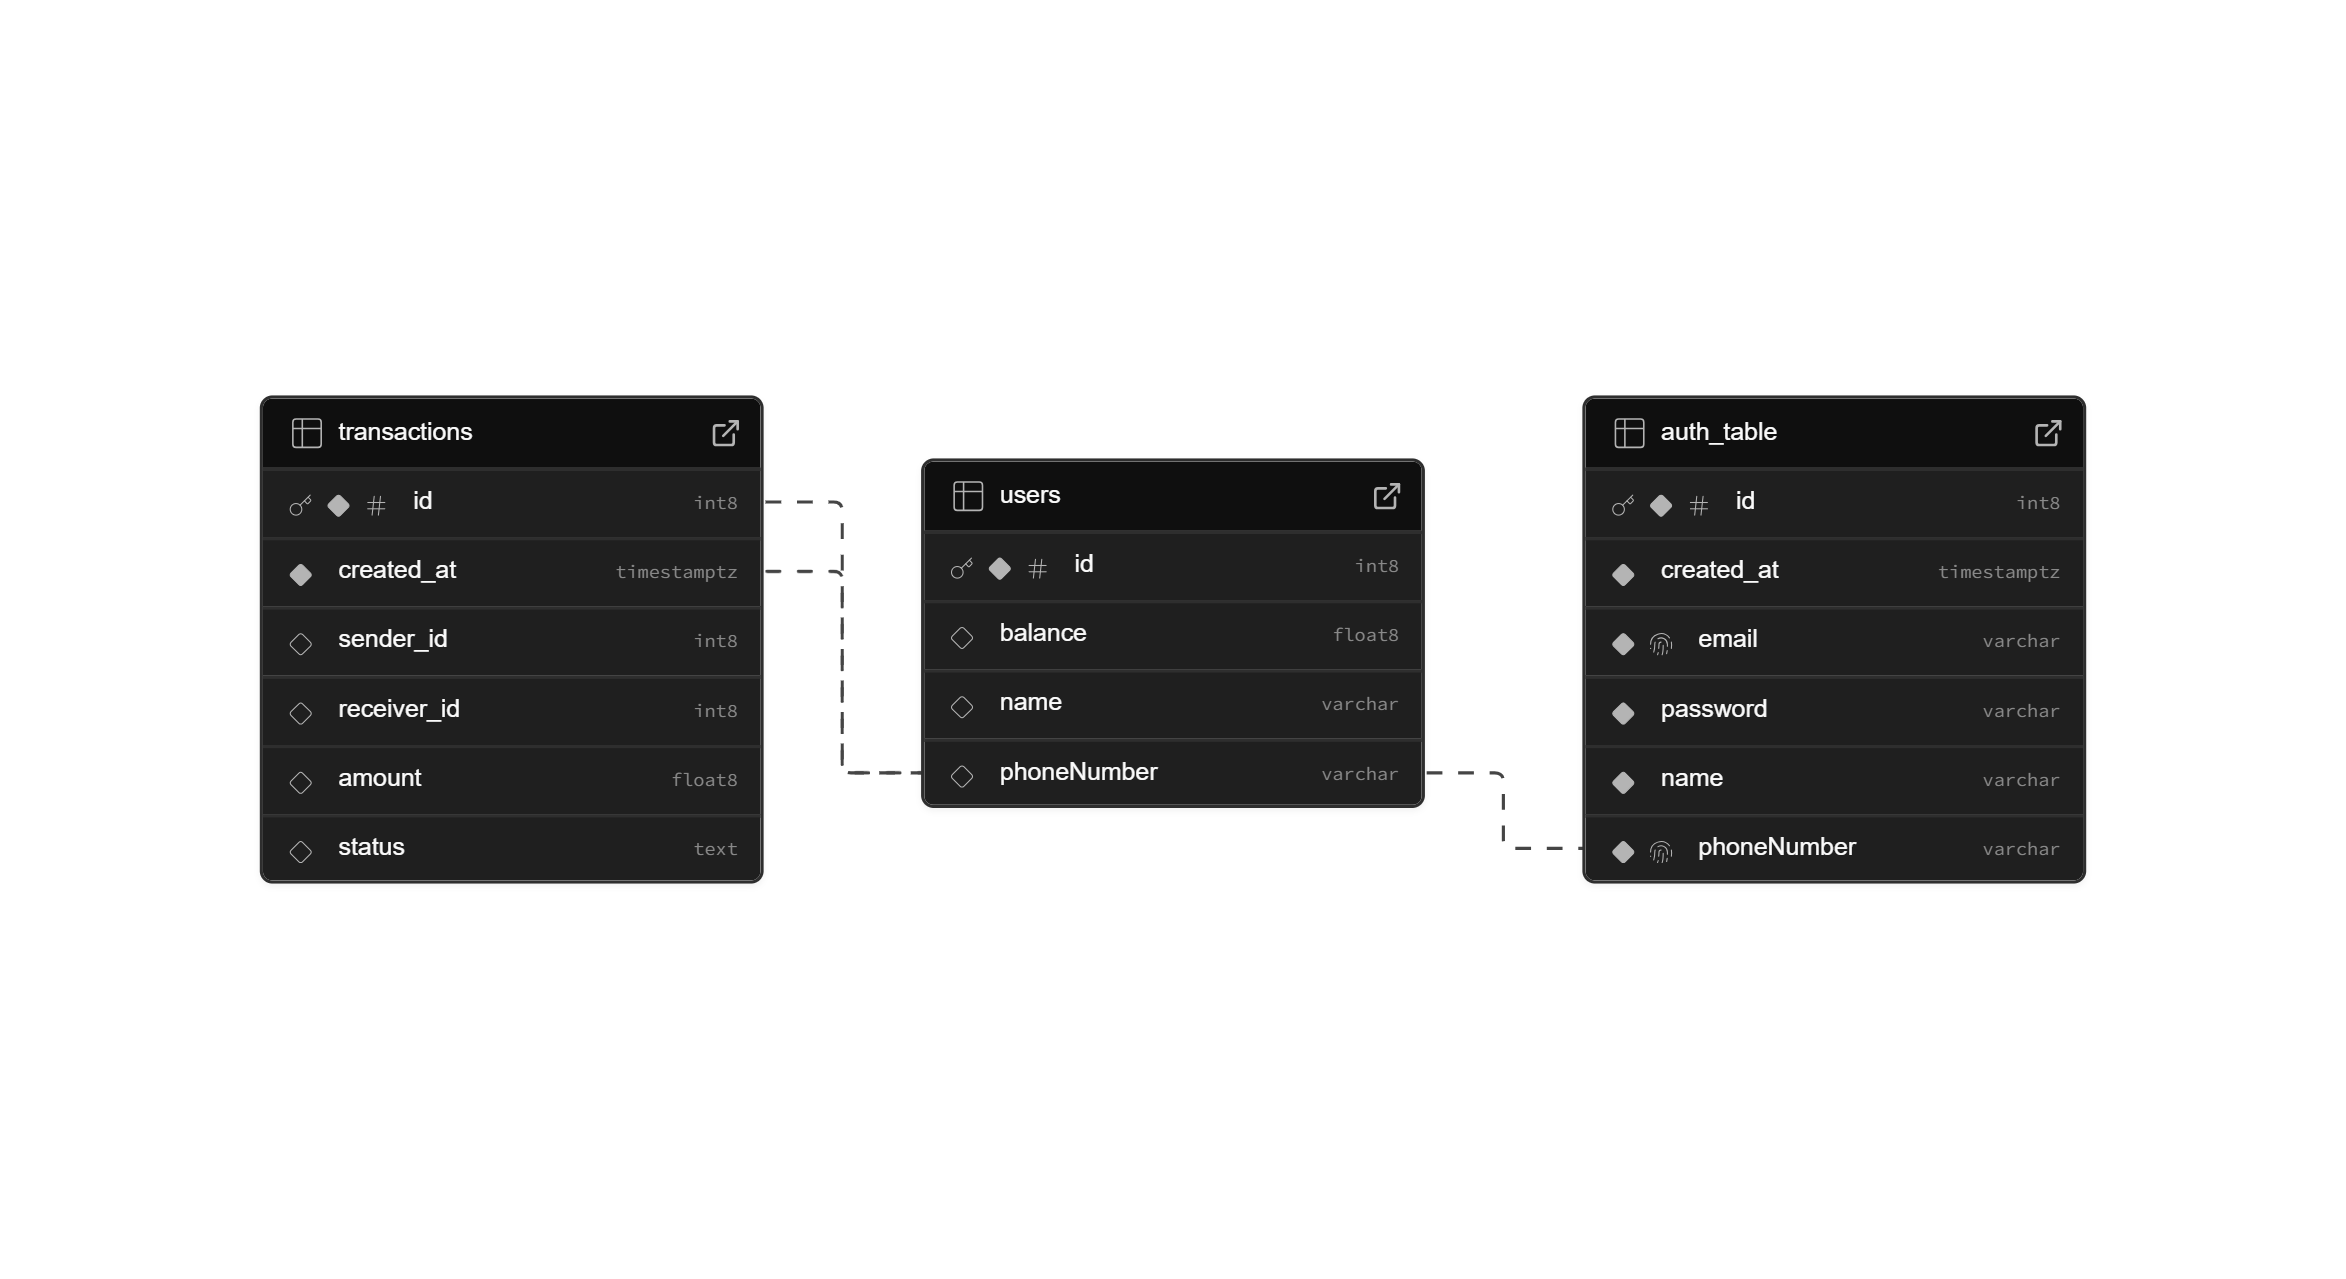 transactions
id int8
created_at timestamptz
sender_id int8
receiver_id int8
amount float8
status text
users
id int8
balance float8
name varchar
phoneNumber varchar
auth_table
id int8
created_at timestamptz
email varchar
password varchar
name varchar
phoneNumber varchar